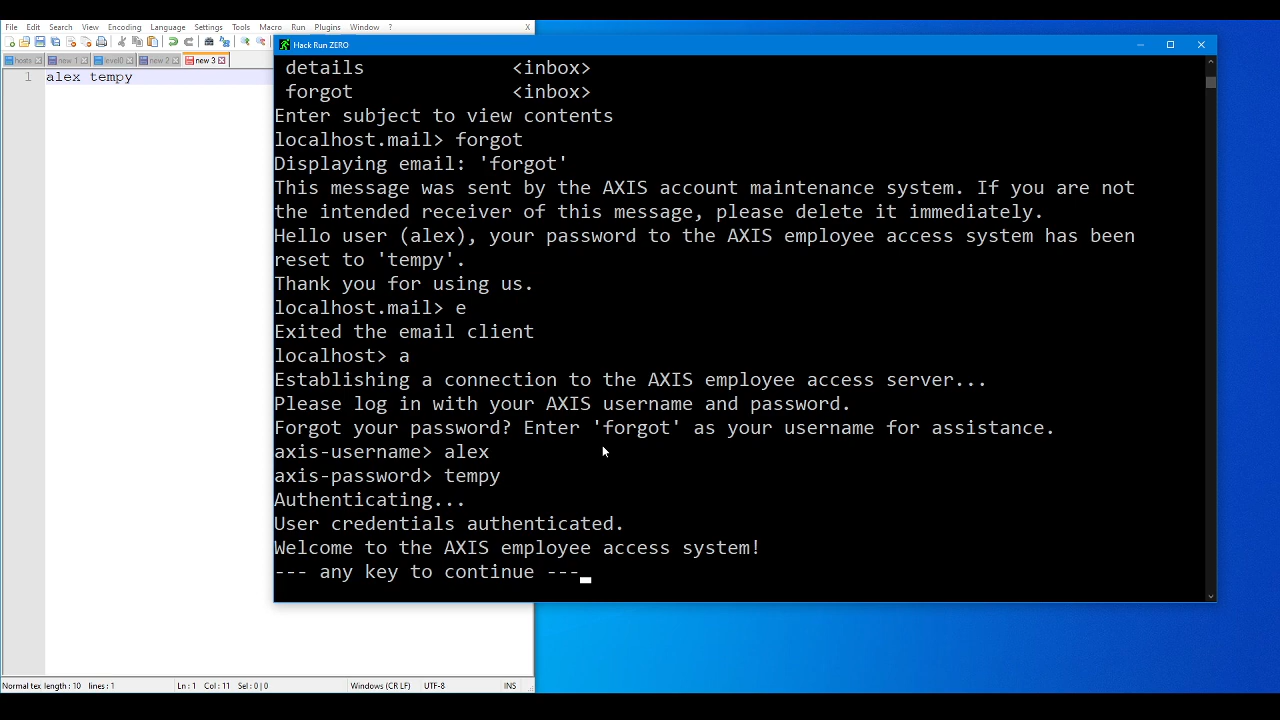 File Edit Search View Encoding Language Settings Tools Macro Run Plugins Window ? X
hosts new 1 level0 new 2 new 3
1 alex tempy
Hack Run ZERO
details <inbox>
forgot <inbox>
Enter subject to view contents
localhost.mail> forgot
Displaying email: 'forgot'
This message was sent by the AXIS account maintenance system. If you are not
the intended receiver of this message, please delete it immediately.
Hello user (alex), your password to the AXIS employee access system has been
reset to 'tempy'.
Thank you for using us.
localhost.mail> e
Exited the email client
localhost> a
Establishing a connection to the AXIS employee access server...
Please log in with your AXIS username and password.
Forgot your password? Enter 'forgot' as your username for assistance.
axis-username> alex
axis-password> tempy
Authenticating...
User credentials authenticated.
Welcome to the AXIS employee access system!
--- any key to continue ---
Normal tex length : 10 lines : 1 Ln : 1 Col : 11 Sel : 0 | 0 Windows (CR LF) UTF-8 INS